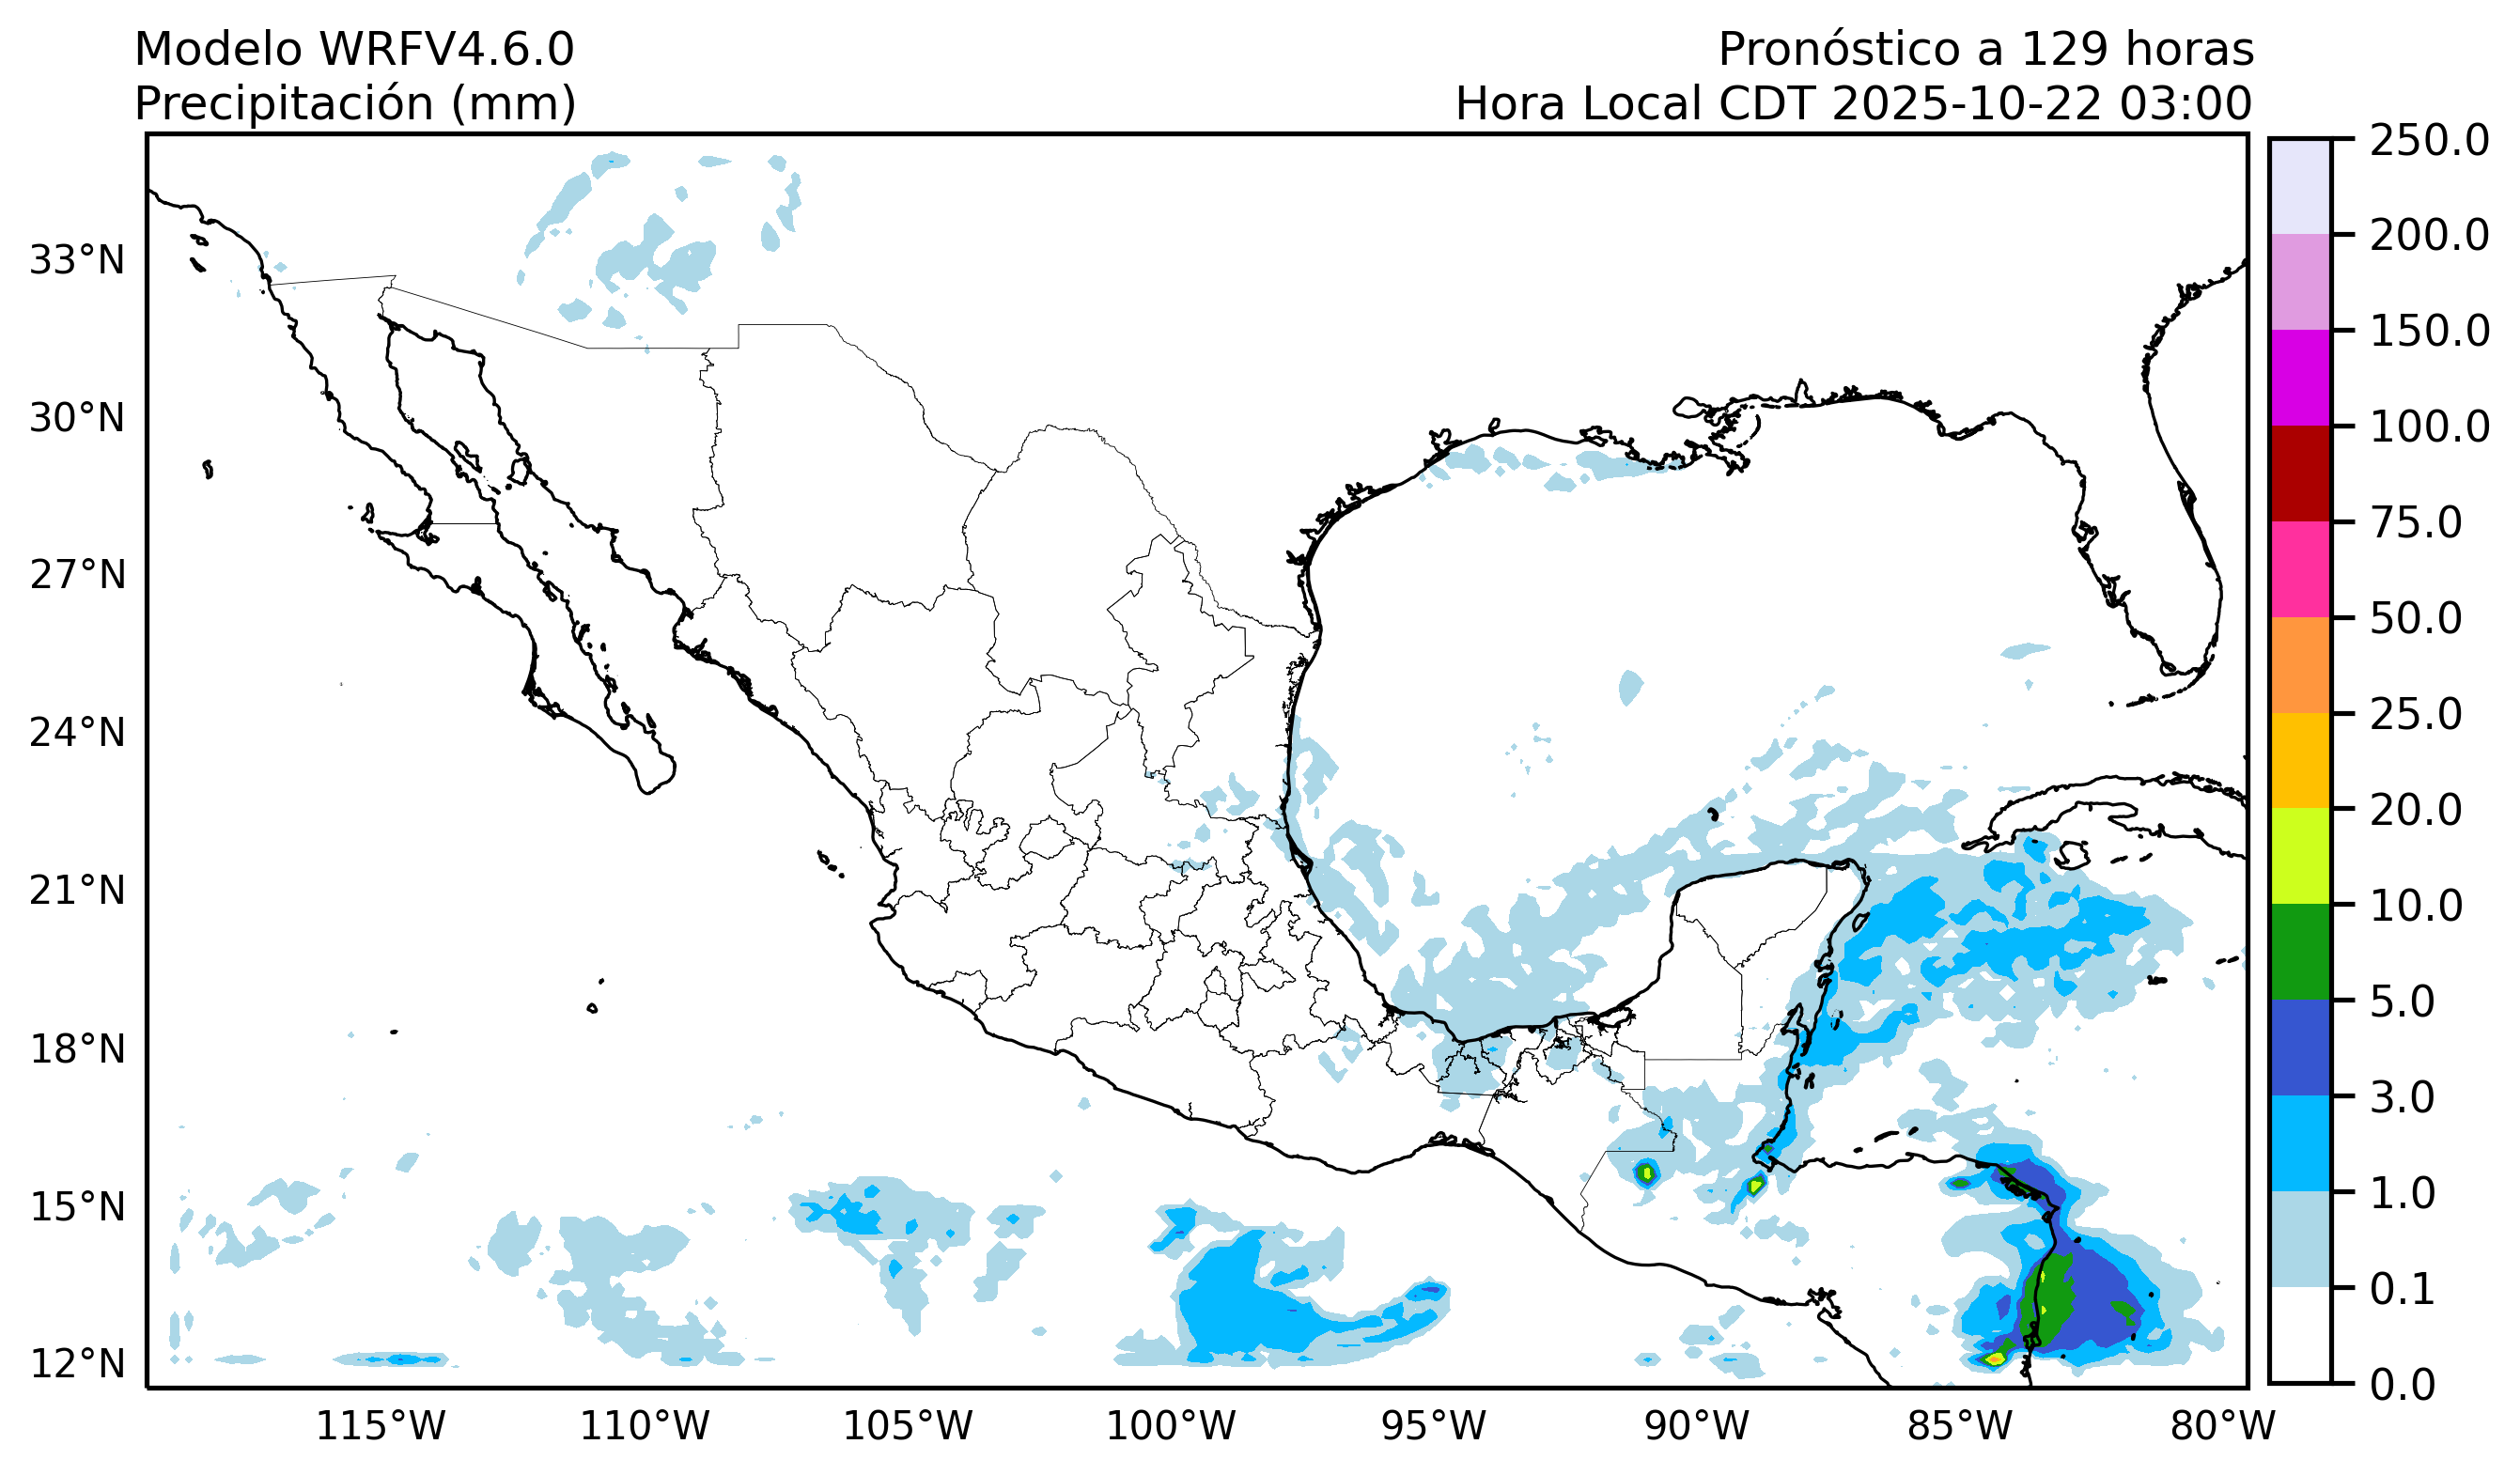 Modelo WRFV4.6.0
Precipitación (mm)
Pronóstico a 129 horas
Hora Local CDT 2025-10-22 03:00
33°N
30°N
27°N
24°N
21°N
18°N
15°N
12°N
115°W
110°W
105°W
100°W
95°W
90°W
85°W
80°W
250.0
200.0
150.0
100.0
75.0
50.0
25.0
20.0
10.0
5.0
3.0
1.0
0.1
0.0